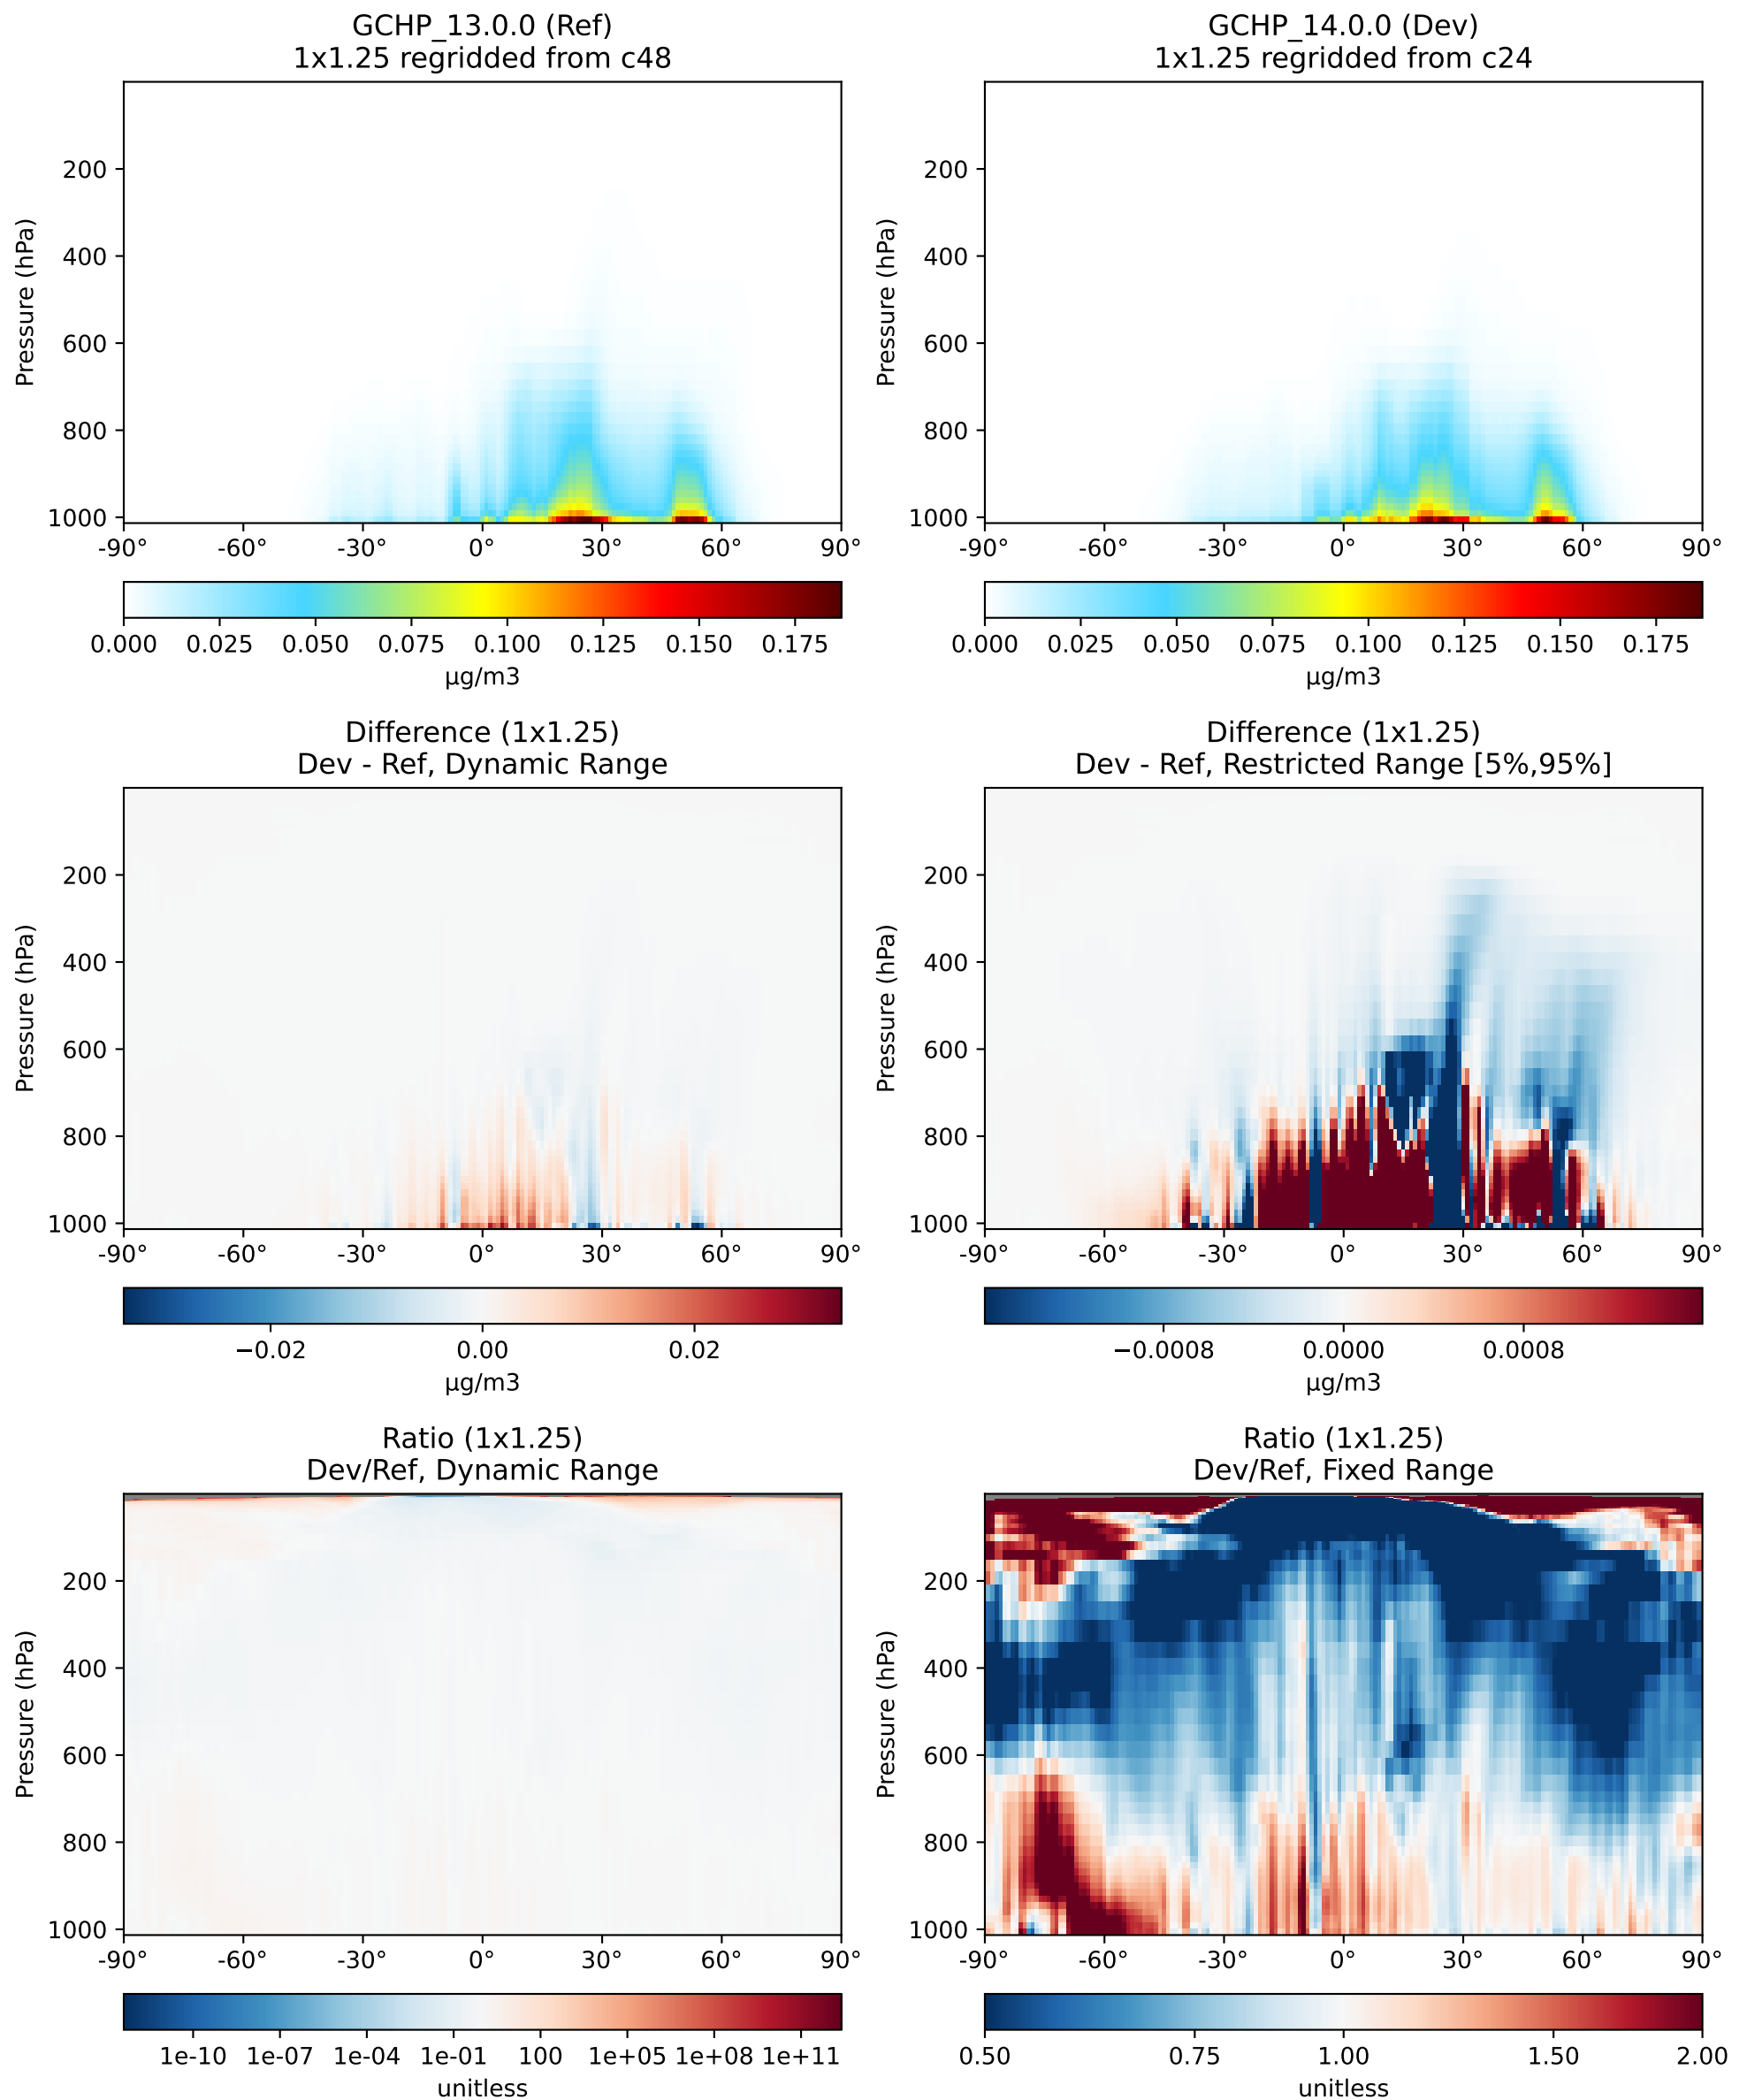 GCHP_13.0.0 (Ref)
1x1.25 regridded from c48
Pressure (hPa)
200
400
600
800
1000
-90° -60° -30° 0° 30° 60° 90°
0.000 0.025 0.050 0.075 0.100 0.125 0.150 0.175
µg/m3
GCHP_14.0.0 (Dev)
1x1.25 regridded from c24
Pressure (hPa)
200
400
600
800
1000
-90° -60° -30° 0° 30° 60° 90°
0.000 0.025 0.050 0.075 0.100 0.125 0.150 0.175
µg/m3
Difference (1x1.25)
Dev - Ref, Dynamic Range
Pressure (hPa)
200
400
600
800
1000
-90° -60° -30° 0° 30° 60° 90°
−0.02 0.00 0.02
µg/m3
Difference (1x1.25)
Dev - Ref, Restricted Range [5%,95%]
Pressure (hPa)
200
400
600
800
1000
-90° -60° -30° 0° 30° 60° 90°
−0.0008 0.0000 0.0008
µg/m3
Ratio (1x1.25)
Dev/Ref, Dynamic Range
Pressure (hPa)
200
400
600
800
1000
-90° -60° -30° 0° 30° 60° 90°
1e-10 1e-07 1e-04 1e-01 100 1e+05 1e+08 1e+11
unitless
Ratio (1x1.25)
Dev/Ref, Fixed Range
Pressure (hPa)
200
400
600
800
1000
-90° -60° -30° 0° 30° 60° 90°
0.50 0.75 1.00 1.50 2.00
unitless